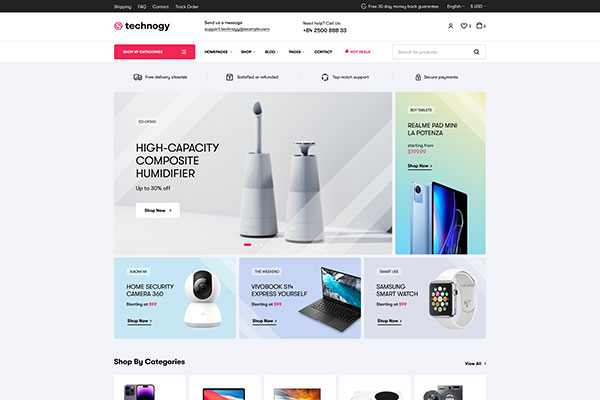 Shipping FAQ Contact Track Order
Free 30 day money back guarantee English $ USD
technogy
Send us a message
support.technogy@example.com
Need help? Call Us
+84 2500 888 33
0 0
SHOP BY CATEGORIES
HOMEPAGES SHOP BLOG PAGES CONTACT HOT DEALS
Search for products
Free delivery sitewide
Satisfied or refunded
Top-notch support
Secure payments
HIGH-CAPACITY
COMPOSITE
HUMIDIFIER
Up to 30% off
Shop Now
BUY TABLETS
REALME PAD MINI
LA POTENZA
starting from
$199.99
Shop Now
XIAOMI MI
HOME SECURITY
CAMERA 360
Starting at $99
Shop Now
THE WEEKEND
VIVOBOOK S14
EXPRESS YOURSELF
Starting at $99
Shop Now
SMART USE
SAMSUNG
SMART WATCH
Starting at $99
Shop Now
Shop By Categories
View All